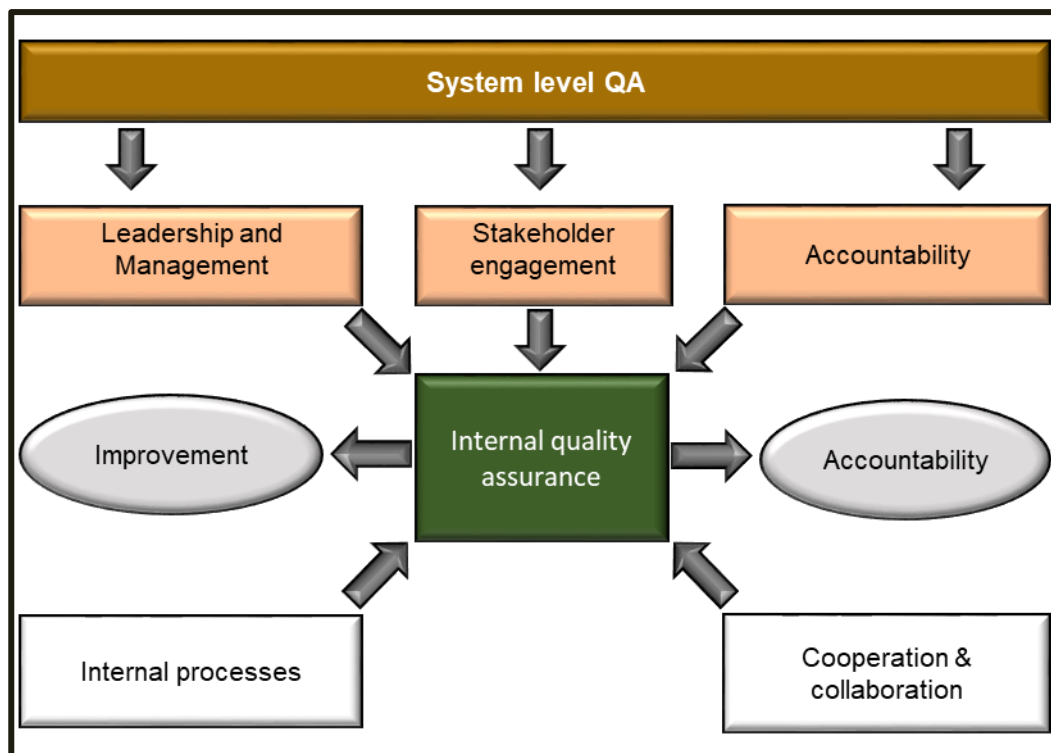 System level QA
Leadership and
Management
Stakeholder
engagement
Accountability
Improvement
Internal quality
assurance
Accountability
Internal processes
Cooperation &
collaboration